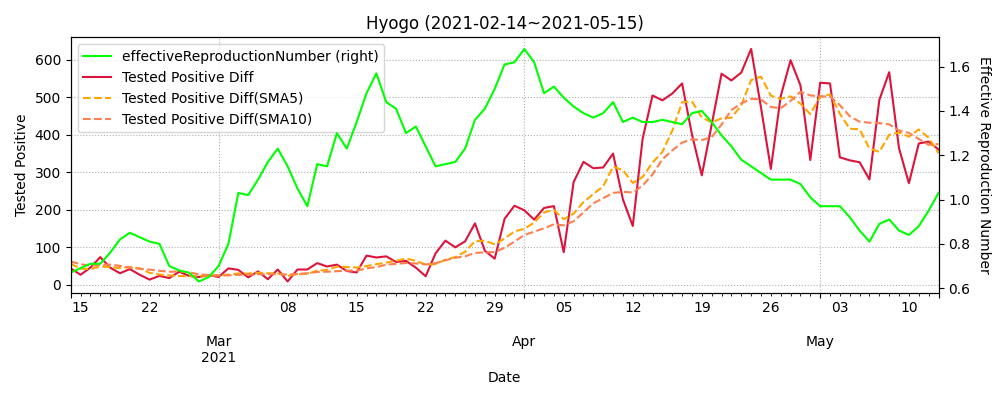 Hyogo (2021-02-14~2021-05-15)
effectiveReproductionNumber (right)
Tested Positive Diff
Tested Positive Diff(SMA5)
Tested Positive Diff(SMA10)
Tested Positive
600
500
400
300
200
100
0
1.6
1.4
1.2
1.0
0.8
0.6
Effective Reproduction Number
15 22 08 15 22 29 05 12 19 26 03 10
Mar Apr May
2021
Date